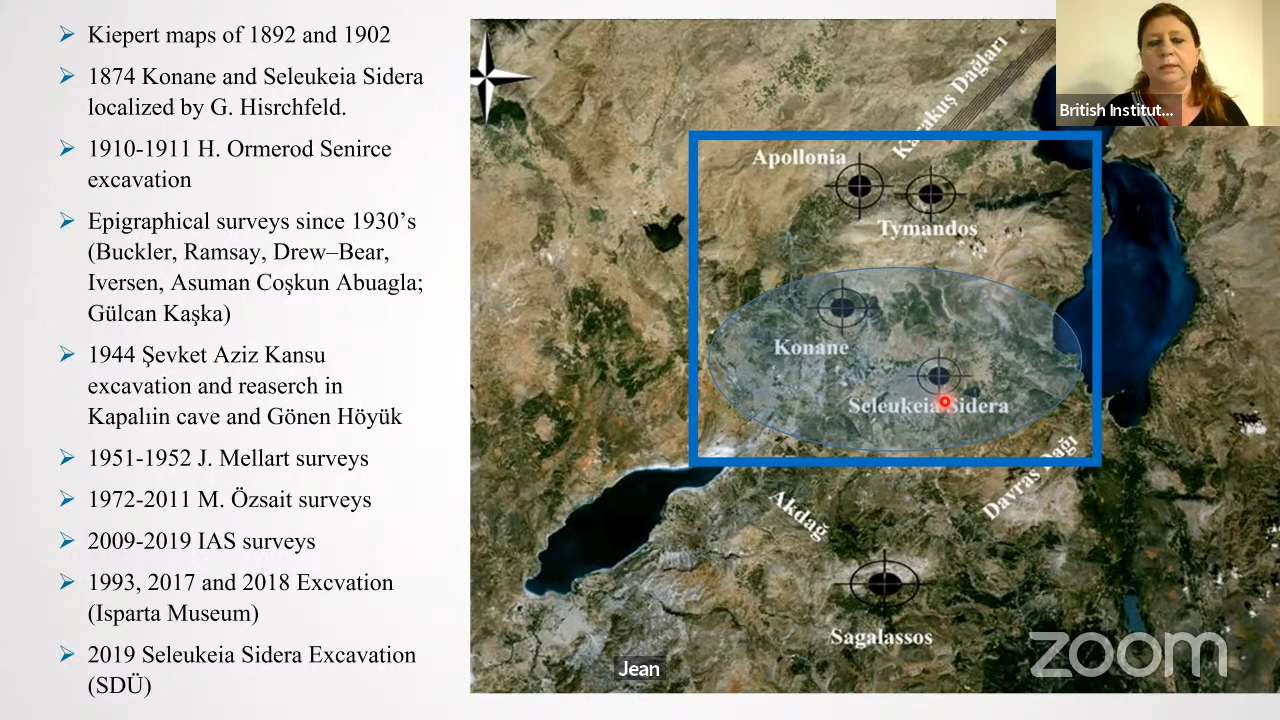 Kiepert maps of 1892 and 1902
1874 Konane and Seleukeia Sidera
localized by G. Hisrchfeld.
1910-1911 H. Ormerod Senirce
excavation
Epigraphical surveys since 1930’s
(Buckler, Ramsay, Drew–Bear,
Iversen, Asuman Coşkun Abuagla;
Gülcan Kaşka)
1944 Şevket Aziz Kansu
excavation and reaserch in
Kapalıin cave and Gönen Höyük
1951-1952 J. Mellart surveys
1972-2011 M. Özsait surveys
2009-2019 IAS surveys
1993, 2017 and 2018 Excvation
(Isparta Museum)
2019 Seleukeia Sidera Excavation
(SDÜ)
British Institut...
Karakuş Dağları
Apollonia
Tymandos
Konane
Seleukeia Sidera
Davras Dağı
Akdağ
Sagalassos
Jean
zoom